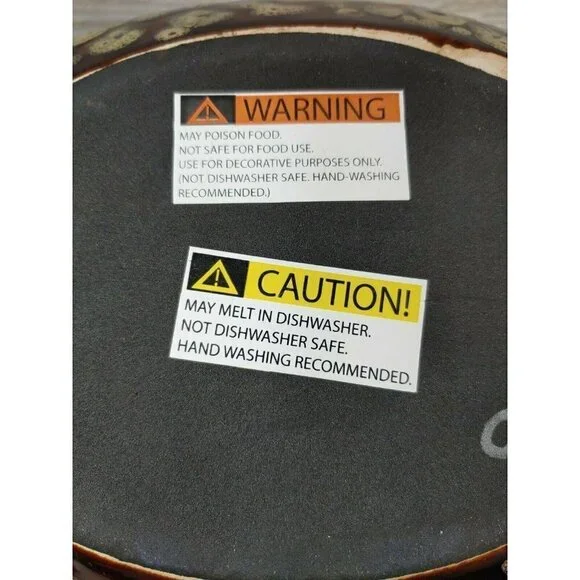 WARNING
MAY POISON FOOD.
NOT SAFE FOR FOOD USE.
USE FOR DECORATIVE PURPOSES ONLY.
(NOT DISHWASHER SAFE. HAND-WASHING
RECOMMENDED.)
CAUTION!
MAY MELT IN DISHWASHER.
NOT DISHWASHER SAFE.
HAND WASHING RECOMMENDED.